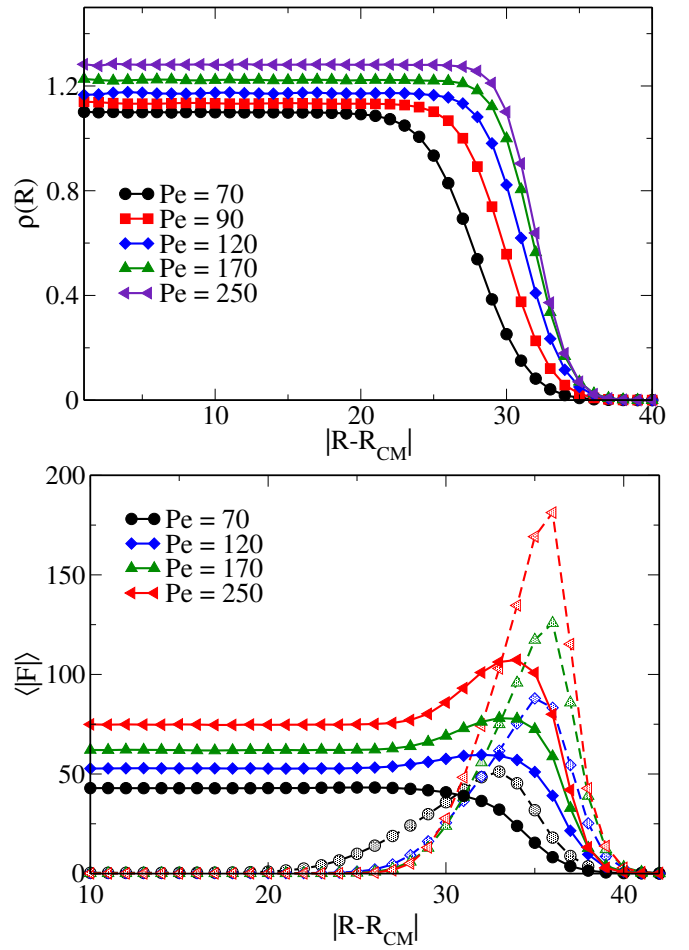 1.2
0.8
0.4
0
ρ(R)
Pe = 70
Pe = 90
Pe = 120
Pe = 170
Pe = 250
10 20 30 40
|R-R_CM|
200
150
100
50
0
⟨|F|⟩
Pe = 70
Pe = 120
Pe = 170
Pe = 250
10 20 30 40
|R-R_CM|